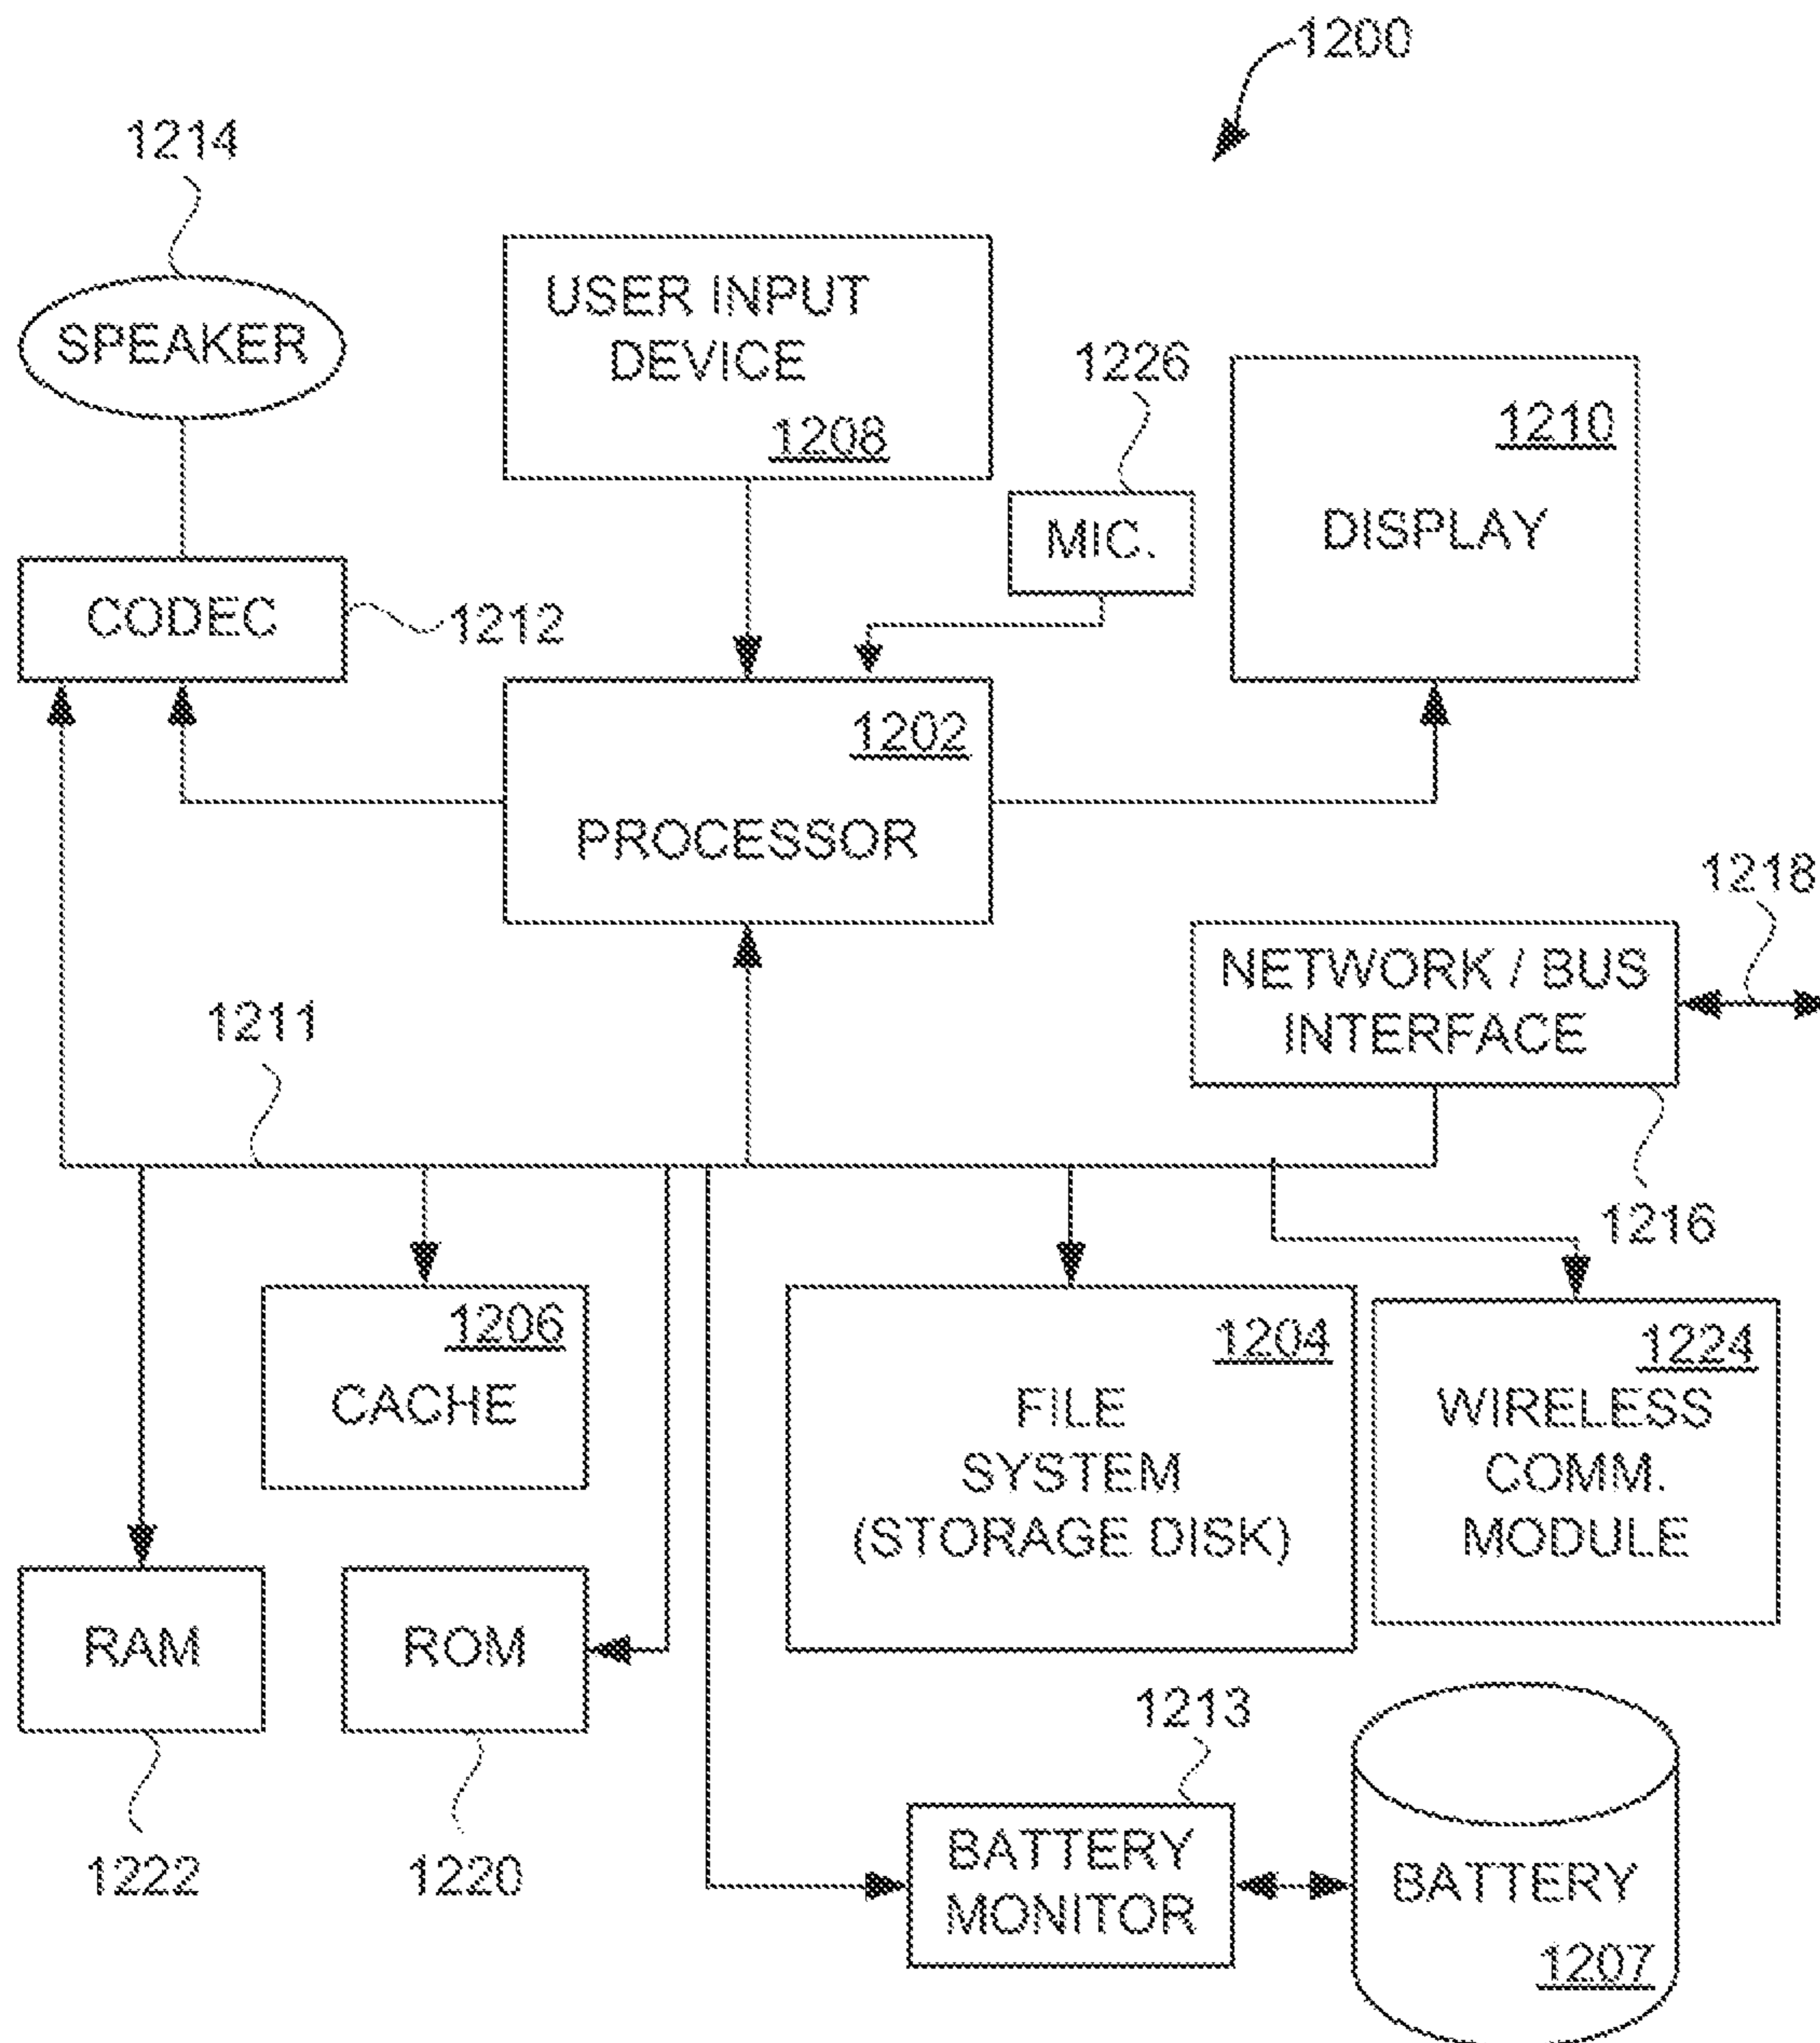 1200
1214
SPEAKER
USER INPUT
DEVICE
1208
1226
MIC.
1210
DISPLAY
CODEC
1212
1202
PROCESSOR
1218
NETWORK / BUS
INTERFACE
1211
1216
1206
CACHE
1204
FILE
SYSTEM
(STORAGE DISK)
1224
WIRELESS
COMM.
MODULE
RAM
ROM
1213
1222
1220
BATTERY
MONITOR
BATTERY
1207